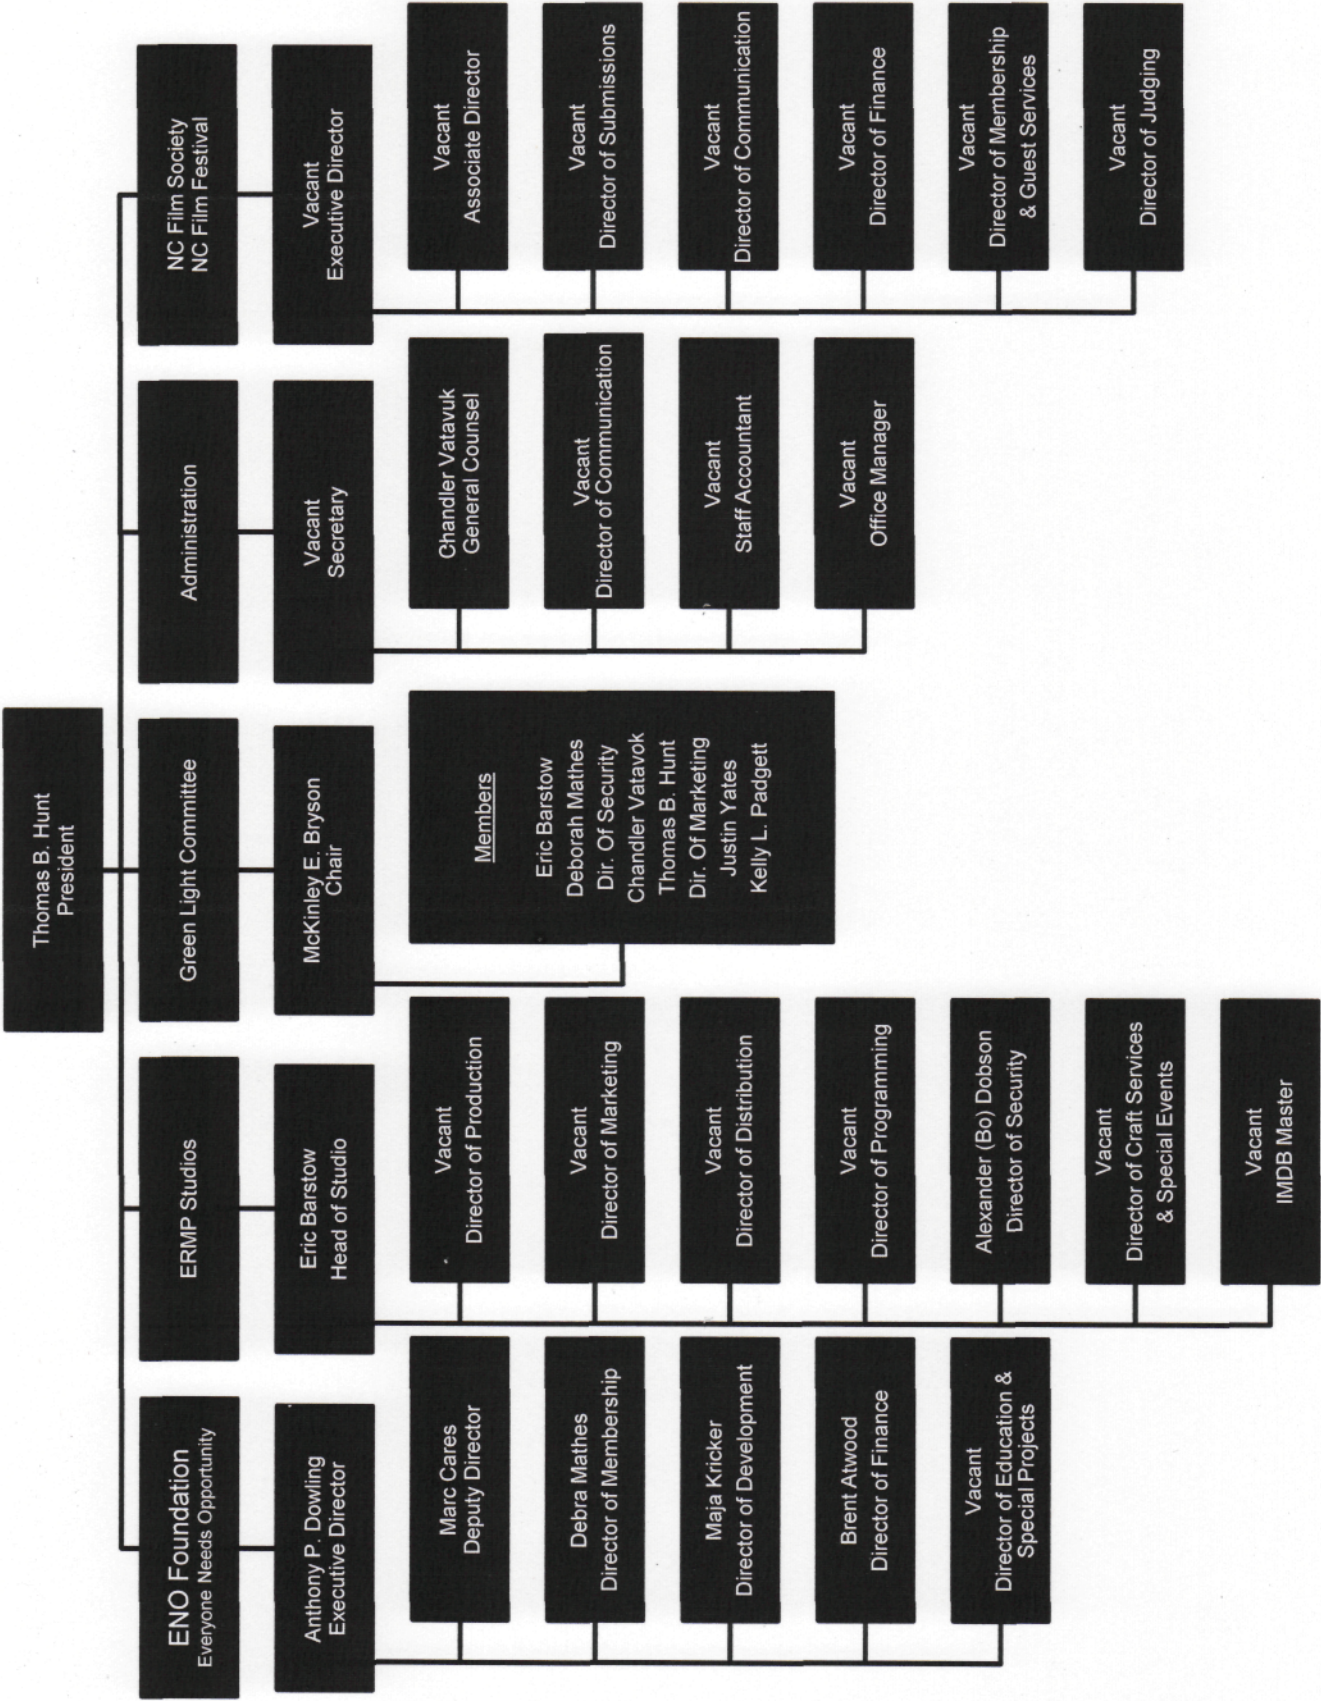 Thomas B. Hunt
President
ENO Foundation
Everyone Needs Opportunity
Anthony P. Dowling
Executive Director
Marc Cares
Deputy Director
Debra Mathes
Director of Membership
Maja Kricker
Director of Development
Brent Atwood
Director of Finance
Vacant
Director of Education &
Special Projects
ERMP Studios
Eric Barstow
Head of Studio
Vacant
Director of Production
Vacant
Director of Marketing
Vacant
Director of Distribution
Vacant
Director of Programming
Alexander (Bo) Dobson
Director of Security
Vacant
Director of Craft Services
& Special Events
Vacant
IMDB Master
Green Light Committee
McKinley E. Bryson
Chair
Members
Eric Barstow
Deborah Mathes
Dir. Of Security
Chandler Vatavok
Thomas B. Hunt
Dir. Of Marketing
Justin Yates
Kelly L. Padgett
Administration
Vacant
Secretary
Chandler Vatavuk
General Counsel
Vacant
Director of Communication
Vacant
Staff Accountant
Vacant
Office Manager
NC Film Society
NC Film Festival
Vacant
Executive Director
Vacant
Associate Director
Vacant
Director of Submissions
Vacant
Director of Communication
Vacant
Director of Finance
Vacant
Director of Membership
& Guest Services
Vacant
Director of Judging